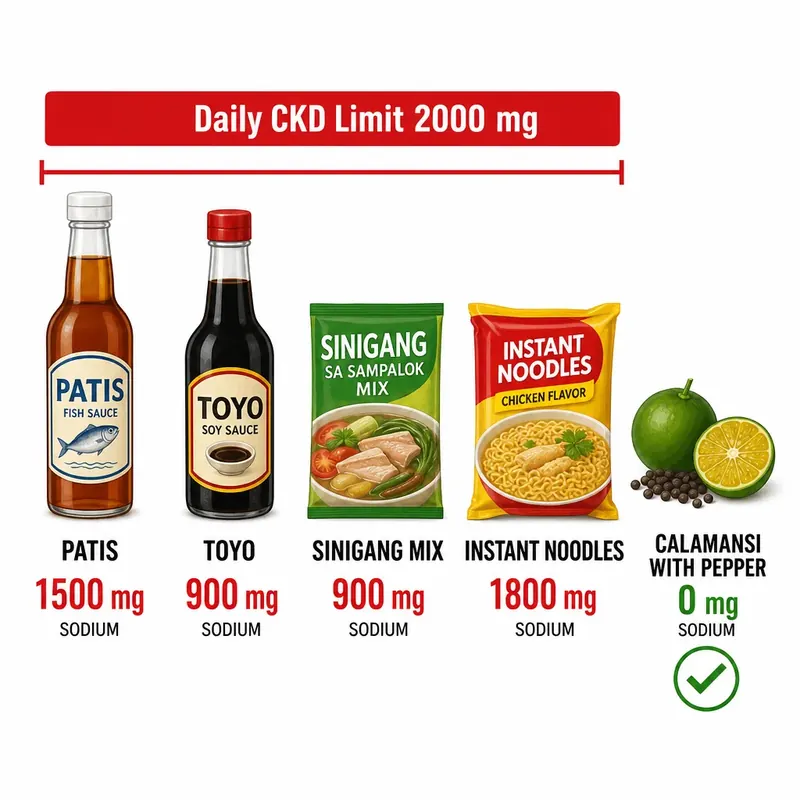 Daily CKD Limit 2000 mg
PATIS
FISH SAUCE
TOYO
SOY SAUCE
SINIGANG
SA SAMPALOK
MIX
INSTANT
NOODLES
CHICKEN FLAVOR
PATIS
1500 mg
SODIUM
TOYO
900 mg
SODIUM
SINIGANG MIX
900 mg
SODIUM
INSTANT NOODLES
1800 mg
SODIUM
CALAMANSI
WITH PEPPER
0 mg
SODIUM